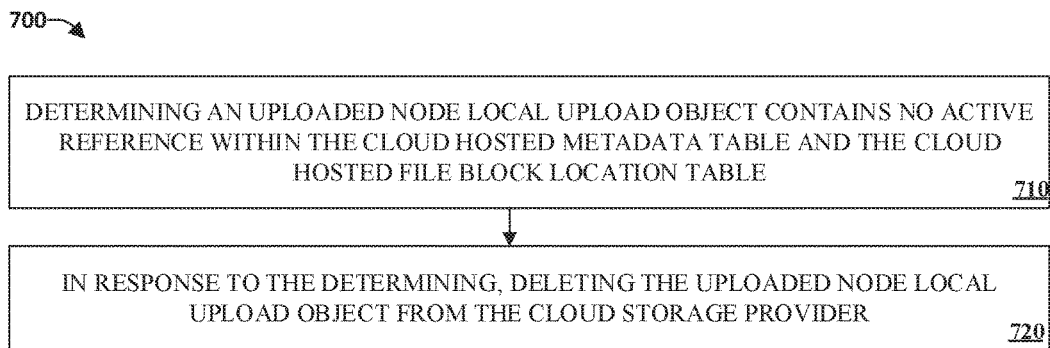 700
DETERMINING AN UPLOADED NODE LOCAL UPLOAD OBJECT CONTAINS NO ACTIVE
REFERENCE WITHIN THE CLOUD HOSTED METADATA TABLE AND THE CLOUD
HOSTED FILE BLOCK LOCATION TABLE
710
IN RESPONSE TO THE DETERMINING, DELETING THE UPLOADED NODE LOCAL
UPLOAD OBJECT FROM THE CLOUD STORAGE PROVIDER
720